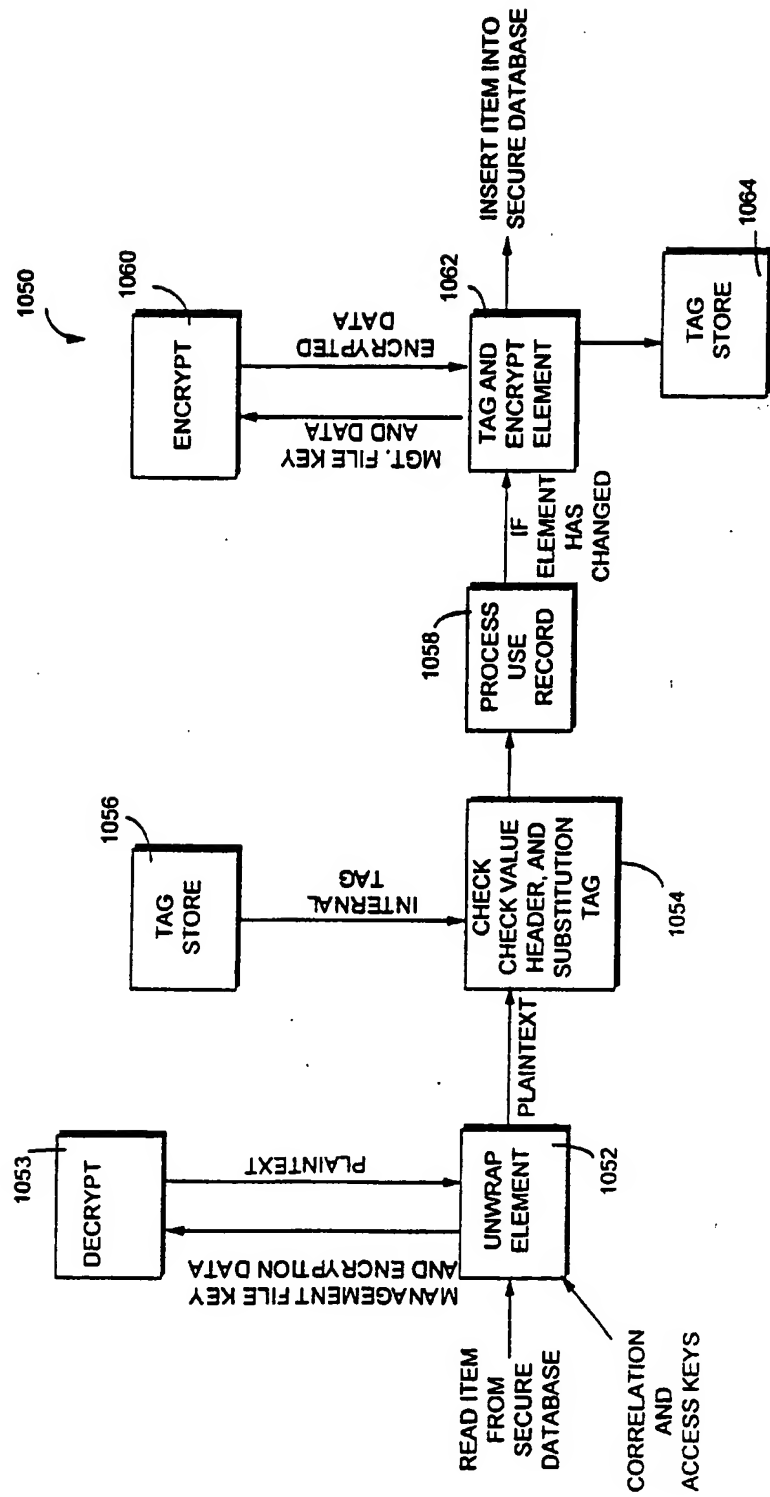 1050
1053
DECRYPT
MANAGEMENT FILE KEY
AND ENCRYPTION DATA
PLAINTEXT
READ ITEM
FROM
SECURE
DATABASE
UNWRAP
ELEMENT
1052
CORRELATION
AND
ACCESS KEYS
PLAINTEXT
1056
TAG
STORE
INTERNAL
TAG
CHECK
CHECK VALUE
HEADER, AND
SUBSTITUTION
TAG
1054
1058
PROCESS
USE
RECORD
IF
ELEMENT
HAS
CHANGED
1060
ENCRYPT
MGT. FILE KEY
AND DATA
ENCRYPTED
DATA
1062
TAG AND
ENCRYPT
ELEMENT
INSERT ITEM INTO
SECURE DATABASE
TAG
STORE
1064